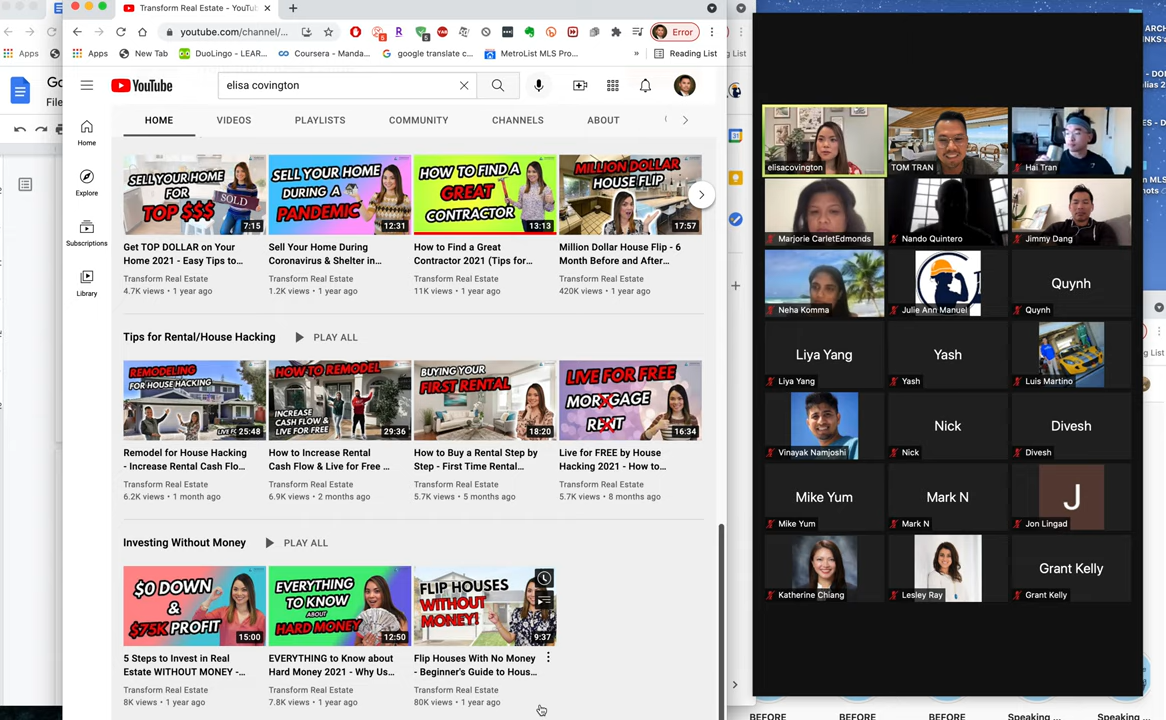 Transform Real Estate - YouTub
youtube.com/channel/...
Error
Apps
Apps
New Tab
DuoLingo - LEAR...
Coursera - Manda...
google translate c...
MetroList MLS Pro...
Reading List
YouTube
elisa covington
File
HOME
VIDEOS
PLAYLISTS
COMMUNITY
CHANNELS
ABOUT
Home
Explore
Subscriptions
Library
SELL YOUR HOME
FOR
TOP $$$
SOLD
7:15
SELL YOUR HOME
DURING A
PANDEMIC
12:31
HOW TO FIND A
GREAT
CONTRACTOR
13:13
MILLION DOLLAR
HOUSE FLIP
17:57
Get TOP DOLLAR on Your
Home 2021 - Easy Tips to...
Transform Real Estate
4.7K views • 1 year ago
Sell Your Home During
Coronavirus & Shelter in...
Transform Real Estate
1.2K views • 1 year ago
How to Find a Great
Contractor 2021 (Tips for...
Transform Real Estate
11K views • 1 year ago
Million Dollar House Flip - 6
Month Before and After...
Transform Real Estate
420K views • 1 year ago
Tips for Rental/House Hacking
PLAY ALL
REMODELING
FOR HOUSE HACKING
25:48
HOW TO REMODEL
INCREASE
CASH FLOW &
LIVE FOR FREE
29:36
BUYING YOUR
FIRST RENTAL
18:20
LIVE FOR FREE
MORTGAGE
RENT
16:34
Remodel for House Hacking
- Increase Rental Cash Flo...
Transform Real Estate
6.2K views • 1 month ago
How to Increase Rental
Cash Flow & Live for Free ...
Transform Real Estate
6.9K views • 2 months ago
How to Buy a Rental Step by
Step - First Time Rental...
Transform Real Estate
5.7K views • 5 months ago
Live for FREE by House
Hacking 2021 - How to...
Transform Real Estate
5.7K views • 8 months ago
Investing Without Money
PLAY ALL
$0 DOWN
&
$75K PROFIT
15:00
EVERYTHING
TO KNOW
ABOUT
HARD MONEY
12:50
FLIP HOUSES
WITHOUT
MONEY!
9:37
5 Steps to Invest in Real
Estate WITHOUT MONEY -...
Transform Real Estate
8K views • 1 year ago
EVERYTHING to Know about
Hard Money 2021 - Why Us...
Transform Real Estate
7.8K views • 1 year ago
Flip Houses With No Money
- Beginner's Guide to Hous...
Transform Real Estate
80K views • 1 year ago
elisacovington
TOM TRAN
Hai Tran
Marjorie CarletEdmonds
Nando Quintero
Jimmy Dang
Neha Komma
Julie Ann Manuel
Quynh
Quynh
Liya Yang
Liya Yang
Yash
Yash
Luis Martino
Vinayak Namjoshi
Nick
Nick
Divesh
Divesh
Mike Yum
Mike Yum
Mark N
Mark N
J
Jon Lingad
Katherine Chiang
Lesley Ray
Grant Kelly
Grant Kelly
BEFORE
BEFORE
BEFORE
Speaking ...
Speaking ...